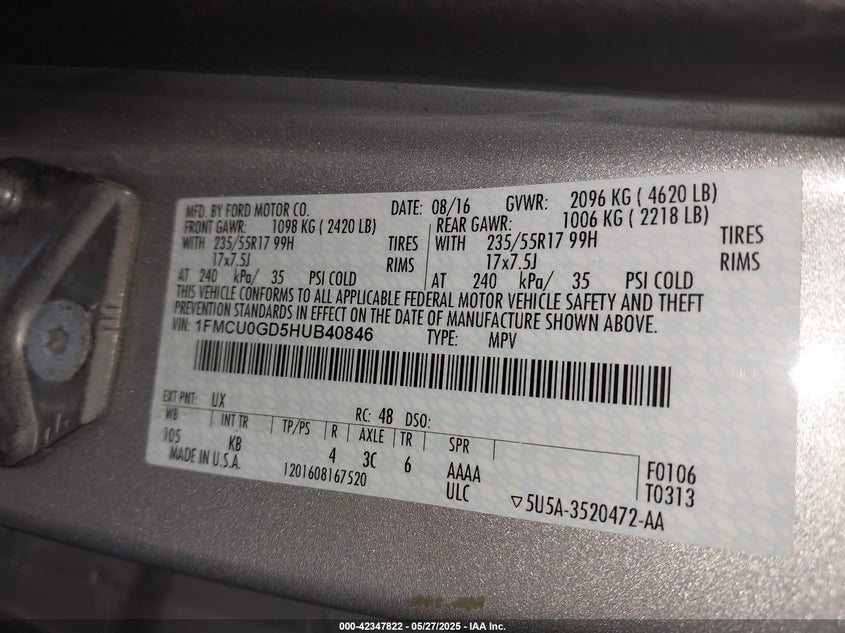 MFD. BY FORD MOTOR CO. DATE: 08/16 GVWR: 2096 KG ( 4620 LB)
FRONT GAWR: 1098 KG ( 2420 LB) REAR GAWR: 1006 KG ( 2218 LB)
WITH 235/55R17 99H TIRES WITH 235/55R17 99H TIRES
17x7.5J RIMS 17x7.5J RIMS
AT 240 kPa/ 35 PSI COLD AT 240 kPa/ 35 PSI COLD
THIS VEHICLE CONFORMS TO ALL APPLICABLE FEDERAL MOTOR VEHICLE SAFETY AND THEFT
PREVENTION STANDARDS IN EFFECT ON THE DATE OF MANUFACTURE SHOWN ABOVE.
VIN: 1FMCU0GD5HUB40846 TYPE: MPV
EXT PNT: UX RC: 48 DSO:
WB INT TR TP/PS R AXLE TR SPR
105 KB 4 3C 6 AAAA F0106
MADE IN U.S.A. 1201608167520 ULC T0313
▽5U5A-3520472-AA
000-42347822 - 05/27/2025 - IAA Inc.